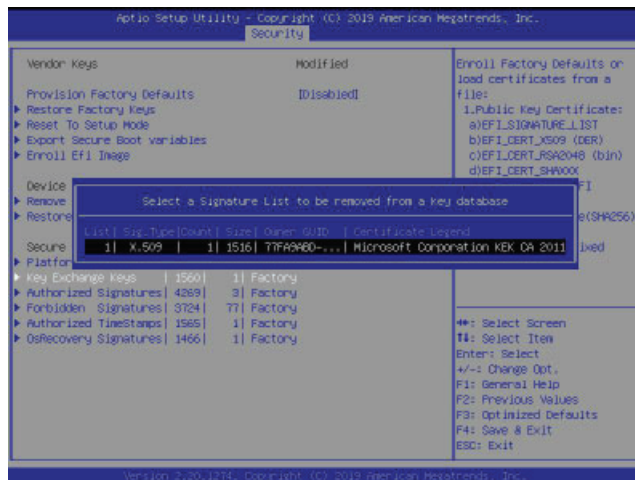 Aptio Setup Utility - Copyright (C) 2019 American Megatrends, Inc.
Security
Vendor Keys Modified
Provision Factory Defaults [Disabled]
Restore Factory Keys
Reset To Setup Mode
Export Secure Boot variables
Enroll Efi Image
Device
Remove
Restore
Secure
Platfor
Key Exchange Keys | 1560| 1| Factory
Authorized Signatures| 4269| 3| Factory
Forbidden Signatures| 3724| 77| Factory
Authorized TimeStamps| 1565| 1| Factory
OsRecovery Signatures| 1466| 1| Factory
Select a Signature List to be removed from a key database
List| Sig.Type|Count| Size| Owner GUID | Certificate Legend
1| X.509 | 1| 1516| 77FA9ABD-...| Microsoft Corporation KEK CA 2011
Enroll Factory Defaults or
load certificates from a
file:
1.Public Key Certificate:
a)EFI_SIGNATURE_LIST
b)EFI_CERT_X509 (DER)
c)EFI_CERT_RSA2048 (bin)
d)EFI_CERT_SHAXXX
FI
e(SHA256)
ixed
: Select Screen
: Select Item
Enter: Select
+/-: Change Opt.
F1: General Help
F2: Previous Values
F3: Optimized Defaults
F4: Save & Exit
ESC: Exit
Version 2.20.1274. Copyright (C) 2019 American Megatrends, Inc.